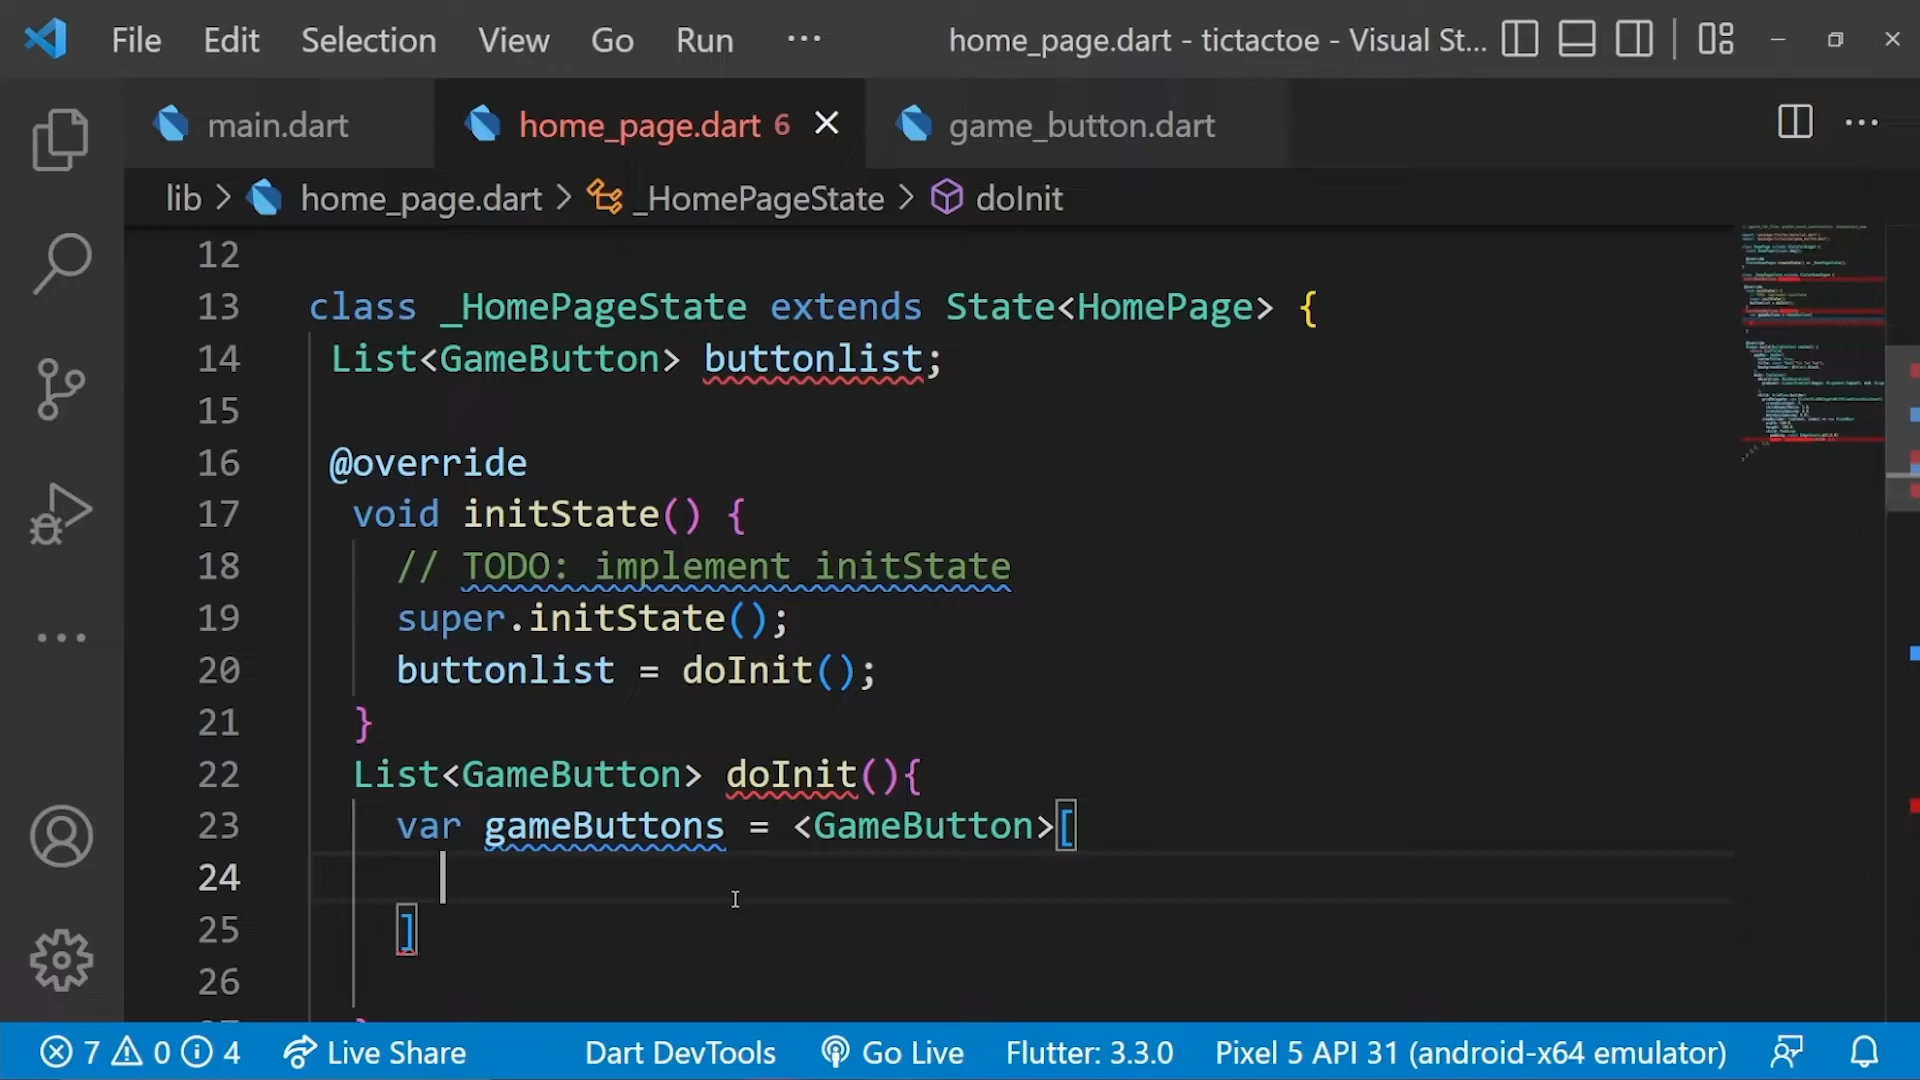 File Edit Selection View Go Run ... home_page.dart - tictactoe - Visual St...
main.dart home_page.dart 6 game_button.dart ...
lib > home_page.dart > _HomePageState > doInit
12
13 class _HomePageState extends State<HomePage> {
14 List<GameButton> buttonlist;
15
16 @override
17 void initState() {
18 // TODO: implement initState
19 super.initState();
20 buttonlist = doInit();
21 }
22 List<GameButton> doInit(){
23 var gameButtons = <GameButton>[
24
25 ]
26
7 0 4 Live Share Dart DevTools Go Live Flutter: 3.3.0 Pixel 5 API 31 (android-x64 emulator)